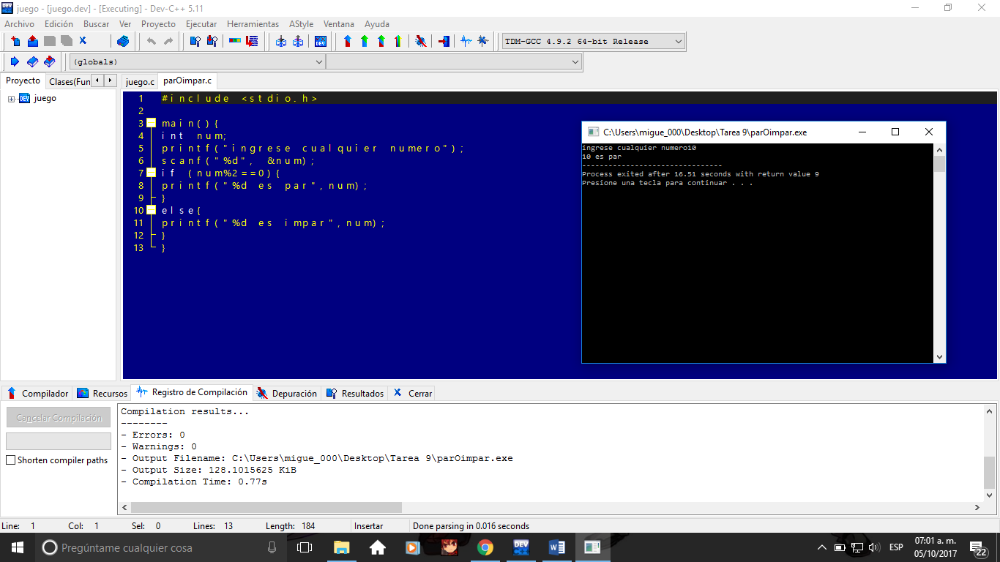 juego - [juego.dev] - [Executing] - Dev-C++ 5.11
Archivo Edición Buscar Ver Proyecto Ejecutar Herramientas AStyle Ventana Ayuda
TDM-GCC 4.9.2 64-bit Release
(globals)
Proyecto Clases(Fun juego.c parOimpar.c
juego
1 #include <stdio.h>
2
3 main(){
4 int num;
5 printf("ingrese cualquier numero");
6 scanf("%d", &num);
7 if (num%2==0){
8 printf("%d es par",num);
9 }
10 else{
11 printf("%d es impar",num);
12 }
13 }
C:\Users\migue_000\Desktop\Tarea 9\parOimpar.exe
ingrese cualquier numero10
10 es par
--------------------------------
Process exited after 16.51 seconds with return value 9
Presione una tecla para continuar . . .
Compilador Recursos Registro de Compilación Depuración Resultados Cerrar
Cancelar Compilación
Shorten compiler paths
Compilation results...
--------
- Errors: 0
- Warnings: 0
- Output Filename: C:\Users\migue_000\Desktop\Tarea 9\parOimpar.exe
- Output Size: 128.1015625 KiB
- Compilation Time: 0.77s
Line: 1 Col: 1 Sel: 0 Lines: 13 Length: 184 Insertar Done parsing in 0.016 seconds
Pregúntame cualquier cosa
DEV
ESP
07:01 a. m.
05/10/2017
22